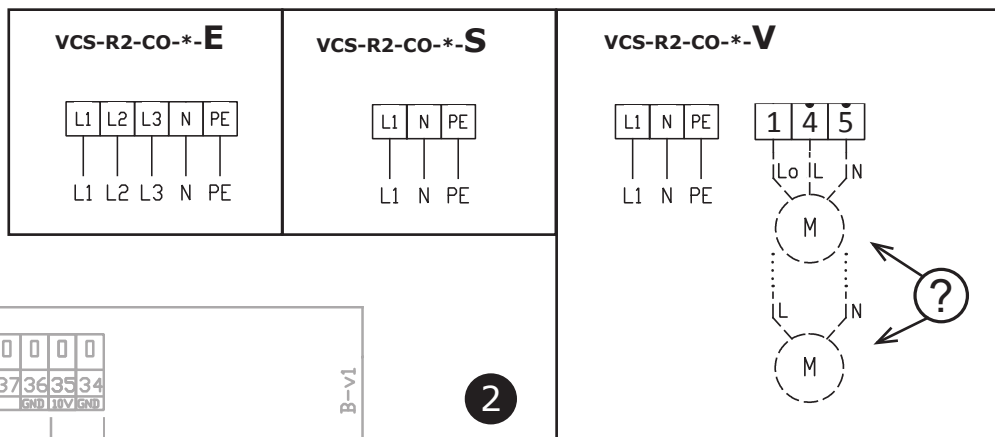 VCS-R2-CO-*-E
L1 L2 L3 N PE
L1 L2 L3 N PE
VCS-R2-CO-*-S
L1 N PE
L1 N PE
VCS-R2-CO-*-V
L1 N PE
L1 N PE
1 4 5
Lo L N
M
?
L N
M
37 36 35 34
GND 10V GND
B-v1
2